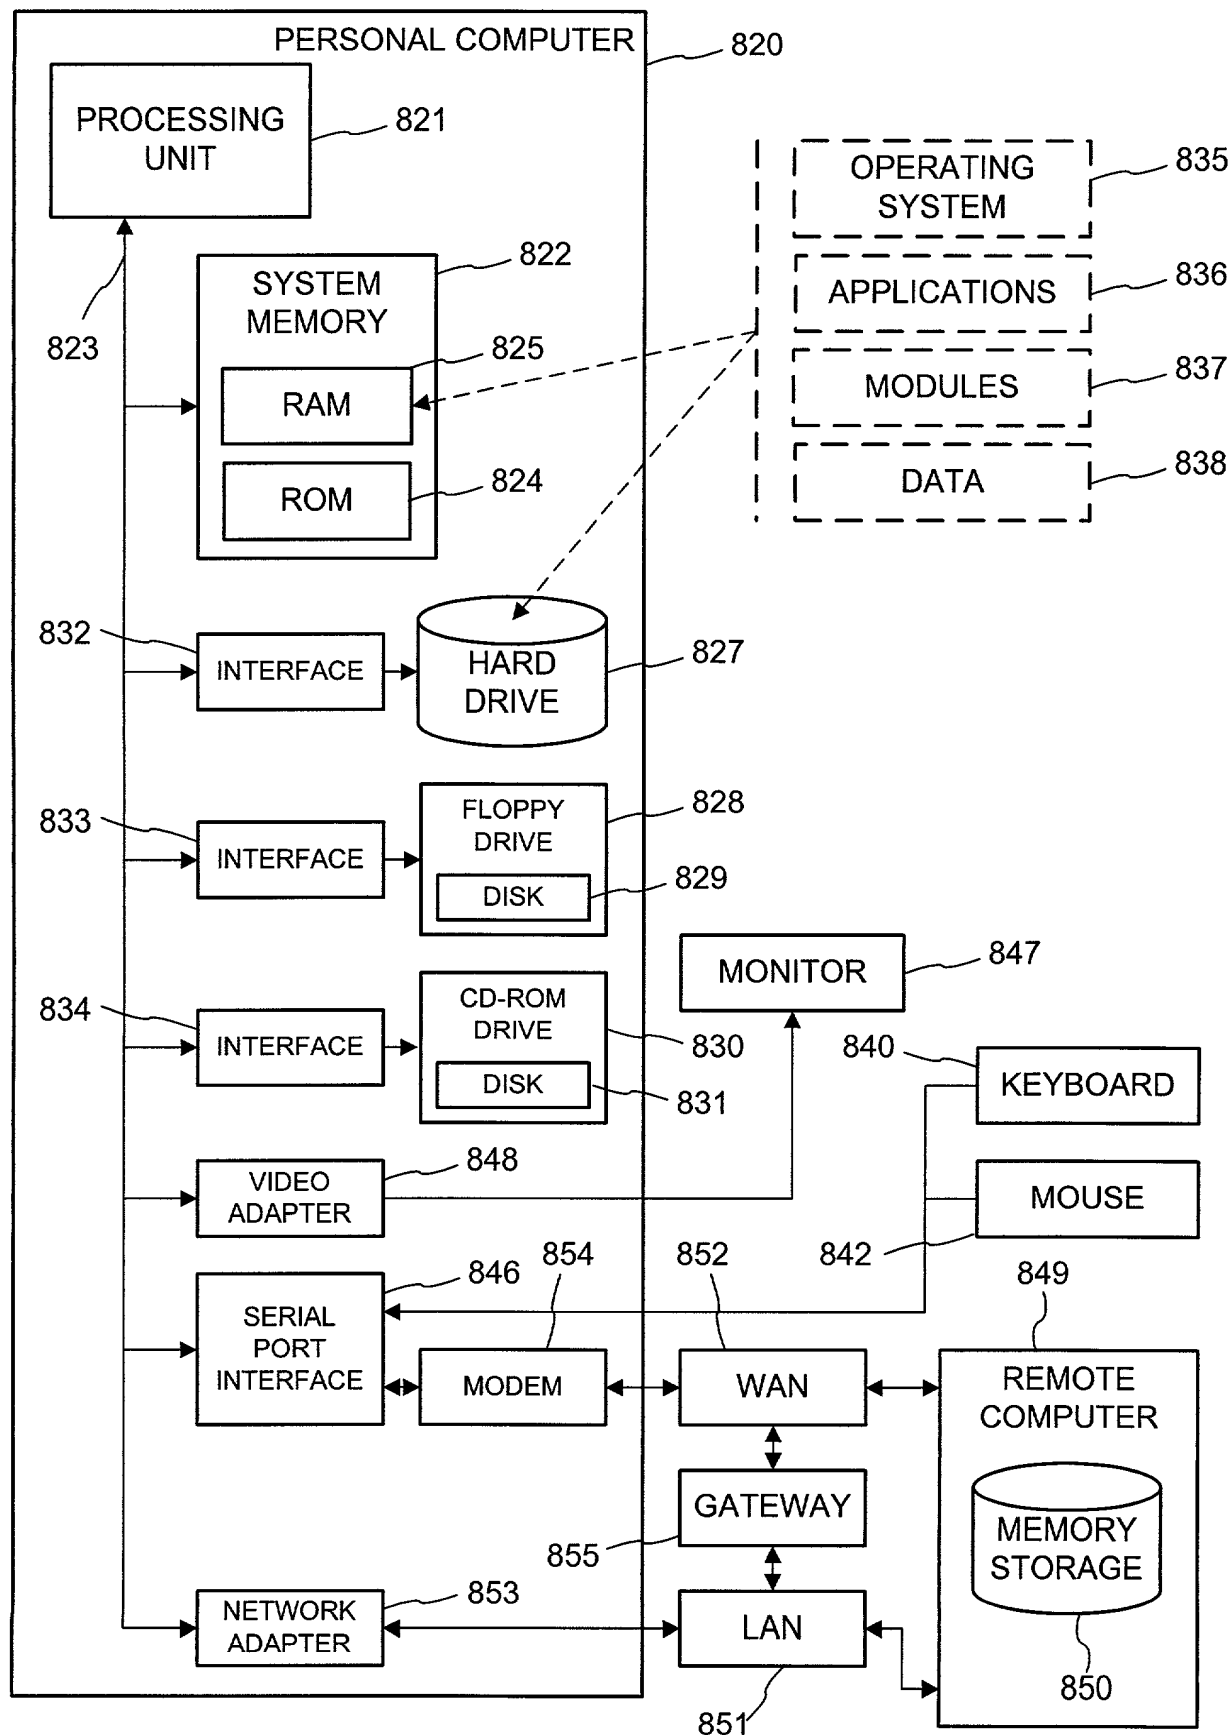 PERSONAL COMPUTER
820
PROCESSING
UNIT
821
823
SYSTEM
MEMORY
822
RAM
825
ROM
824
OPERATING
SYSTEM
835
APPLICATIONS
836
MODULES
837
DATA
838
832
INTERFACE
HARD
DRIVE
827
833
INTERFACE
FLOPPY
DRIVE
828
DISK
829
834
INTERFACE
CD-ROM
DRIVE
830
DISK
831
MONITOR
847
840
KEYBOARD
MOUSE
842
VIDEO
ADAPTER
848
846
SERIAL
PORT
INTERFACE
854
MODEM
852
WAN
849
REMOTE
COMPUTER
MEMORY
STORAGE
850
GATEWAY
855
NETWORK
ADAPTER
853
LAN
851